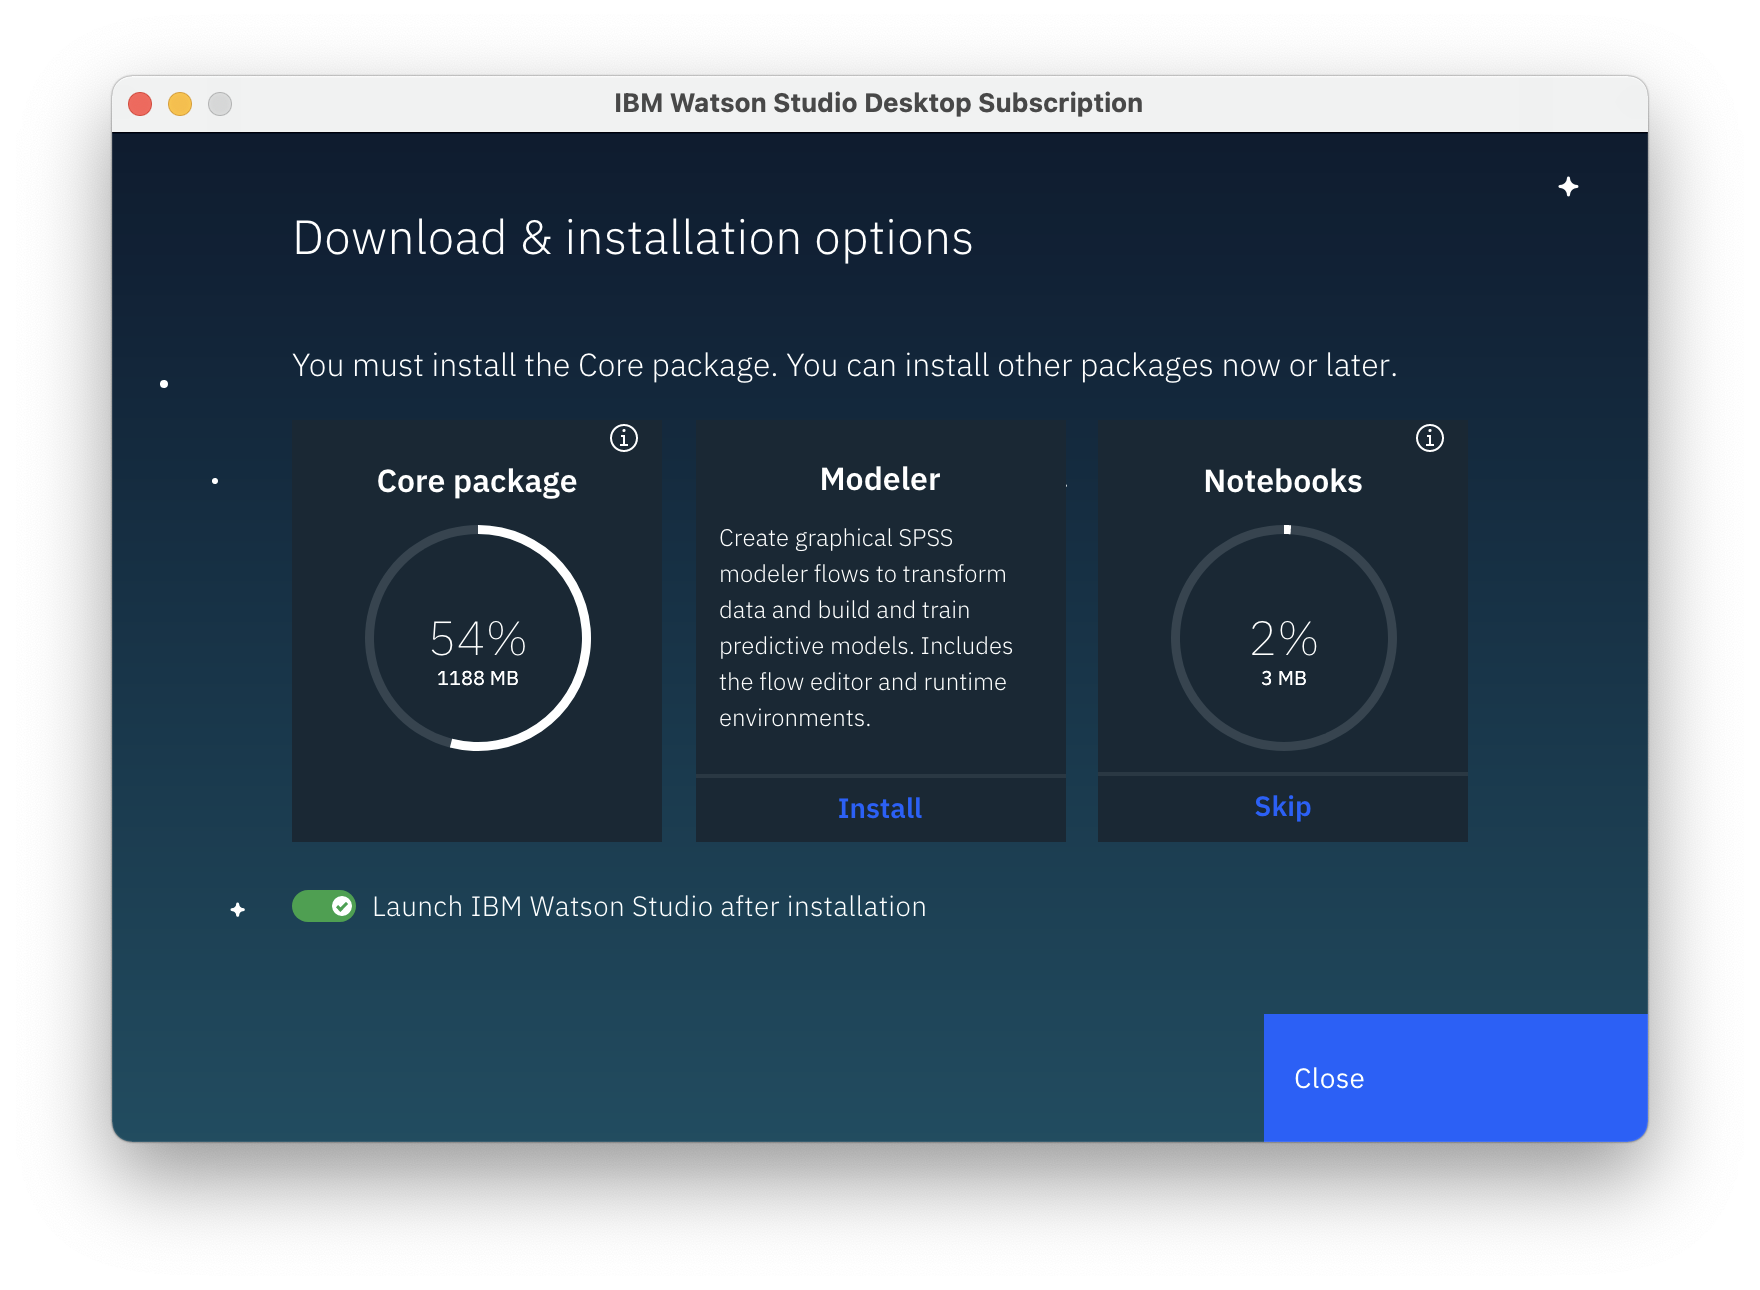 IBM Watson Studio Desktop Subscription
Download & installation options
You must install the Core package. You can install other packages now or later.
Core package
54%
1188 MB
Modeler
Create graphical SPSS
modeler flows to transform
data and build and train
predictive models. Includes
the flow editor and runtime
environments.
Install
Notebooks
2%
3 MB
Skip
Launch IBM Watson Studio after installation
Close